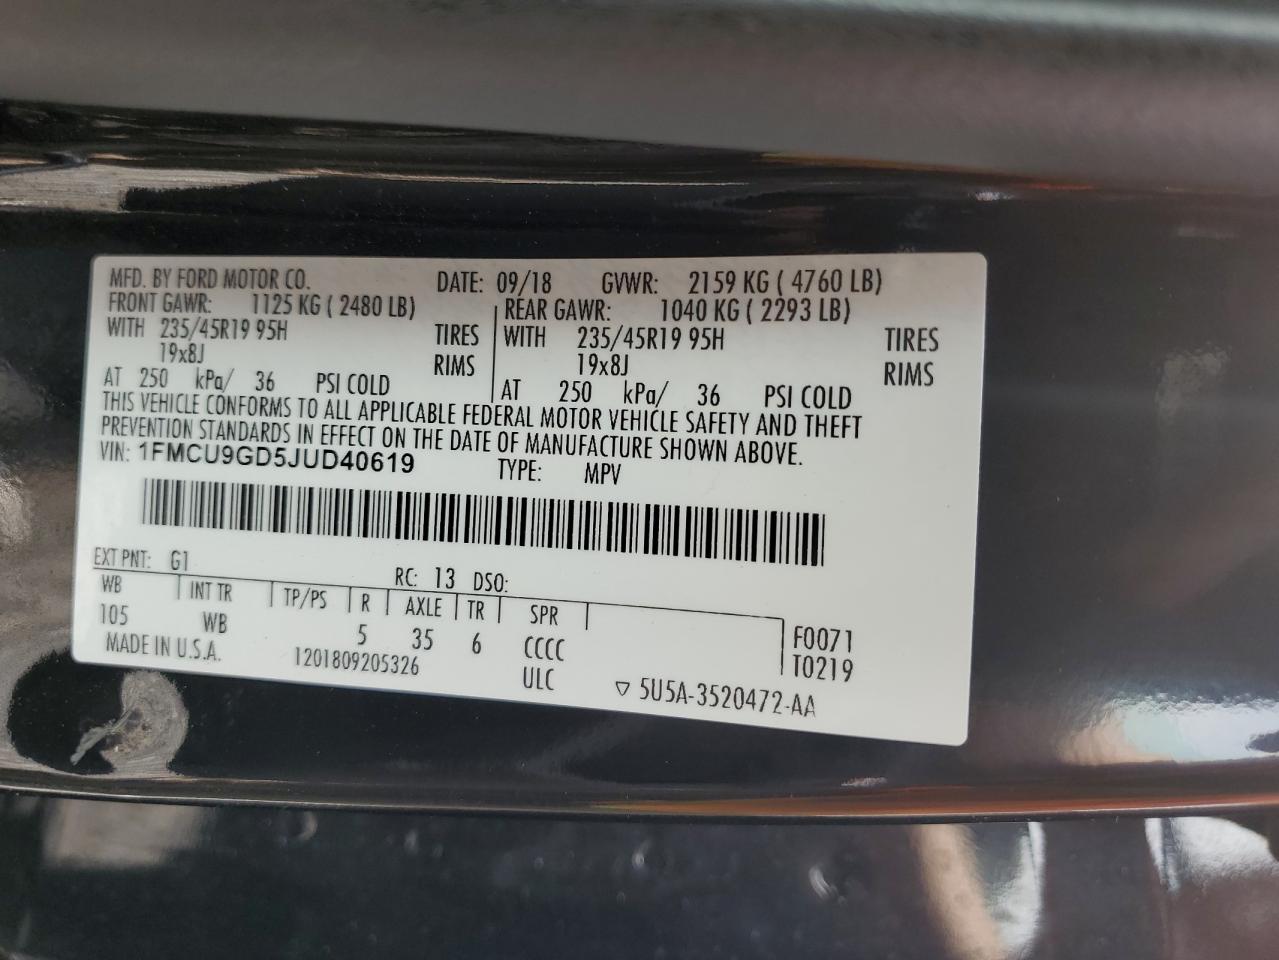 MFD. BY FORD MOTOR CO. DATE: 09/18 GVWR: 2159 KG ( 4760 LB)
FRONT GAWR: 1125 KG ( 2480 LB) REAR GAWR: 1040 KG ( 2293 LB)
WITH 235/45R19 95H TIRES WITH 235/45R19 95H TIRES
19x8J RIMS 19x8J RIMS
AT 250 kPa/ 36 PSI COLD AT 250 kPa/ 36 PSI COLD
THIS VEHICLE CONFORMS TO ALL APPLICABLE FEDERAL MOTOR VEHICLE SAFETY AND THEFT
PREVENTION STANDARDS IN EFFECT ON THE DATE OF MANUFACTURE SHOWN ABOVE.
VIN: 1FMCU9GD5JUD40619 TYPE: MPV
EXT PNT: G1 RC: 13 DSO:
WB INT TR TP/PS R AXLE TR SPR
105 WB 5 35 6 CCCC F0071
MADE IN U.S.A. 1201809205326 ULC T0219
▽ 5U5A-3520472-AA